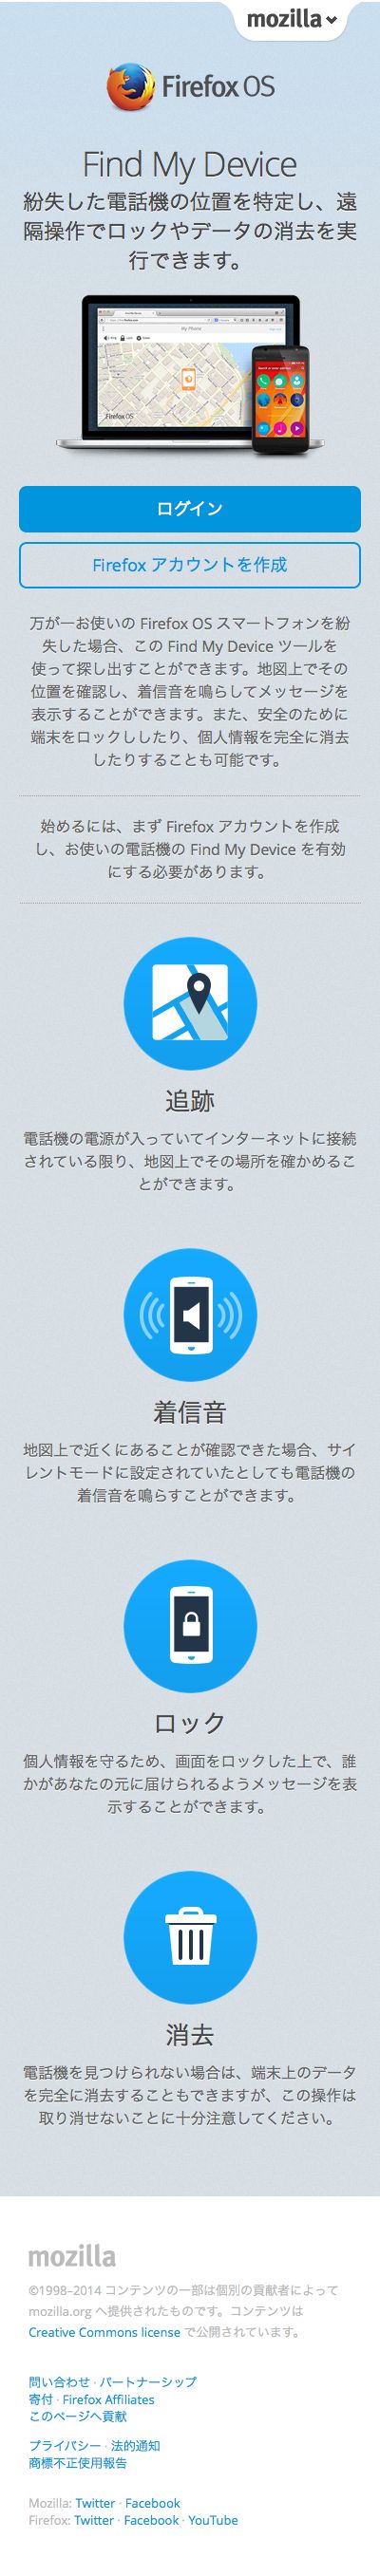 mozilla
Firefox OS
Find My Device
紛失した電話機の位置を特定し、遠
隔操作でロックやデータの消去を実
行できます。
My Phone
Firefox OS
ログイン
Firefox アカウントを作成
万が一お使いの Firefox OS スマートフォンを紛
失した場合、この Find My Device ツールを
使って探し出すことができます。地図上でその
位置を確認し、着信音を鳴らしてメッセージを
表示することができます。また、安全のために
端末をロックししたり、個人情報を完全に消去
したりすることも可能です。
始めるには、まず Firefox アカウントを作成
し、お使いの電話機の Find My Device を有効
にする必要があります。
追跡
電話機の電源が入っていてインターネットに接続
されている限り、地図上でその場所を確かめるこ
とができます。
着信音
地図上で近くにあることが確認できた場合、サイ
レントモードに設定されていたとしても電話機の
着信音を鳴らすことができます。
ロック
個人情報を守るため、画面をロックした上で、誰
かがあなたの元に届けられるようメッセージを表
示することができます。
消去
電話機を見つけられない場合は、端末上のデータ
を完全に消去することもできますが、この操作は
取り消せないことに十分注意してください。
mozilla
©1998–2014 コンテンツの一部は個別の貢献者によって
mozilla.org へ提供されたものです。コンテンツは
Creative Commons license で公開されています。
問い合わせ · パートナーシップ
寄付 · Firefox Affiliates
このページへ貢献
プライバシー · 法的通知
商標不正使用報告
Mozilla: Twitter · Facebook
Firefox: Twitter · Facebook · YouTube